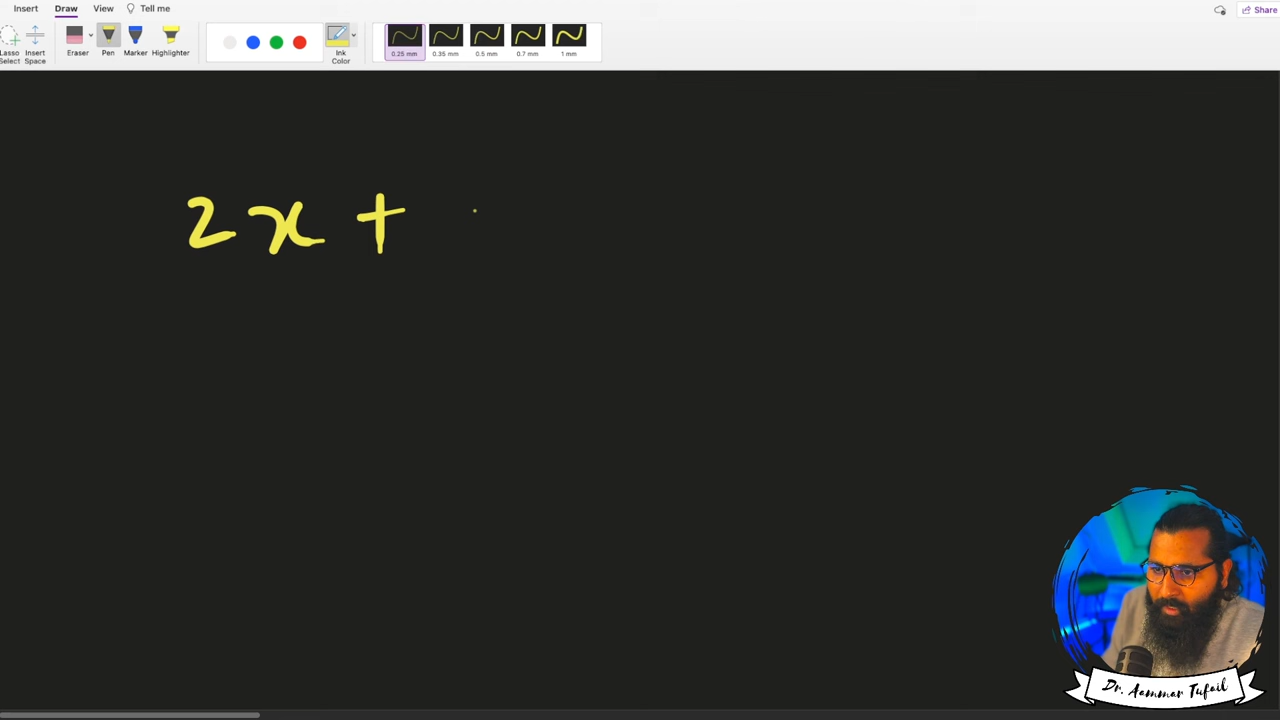 Insert Draw View Tell me Share
Lasso Select Insert Space Eraser Pen Marker Highlighter Ink Color 0.25 mm 0.35 mm 0.5 mm 0.7 mm 1 mm
2x +
Dr. Aammar Tufail